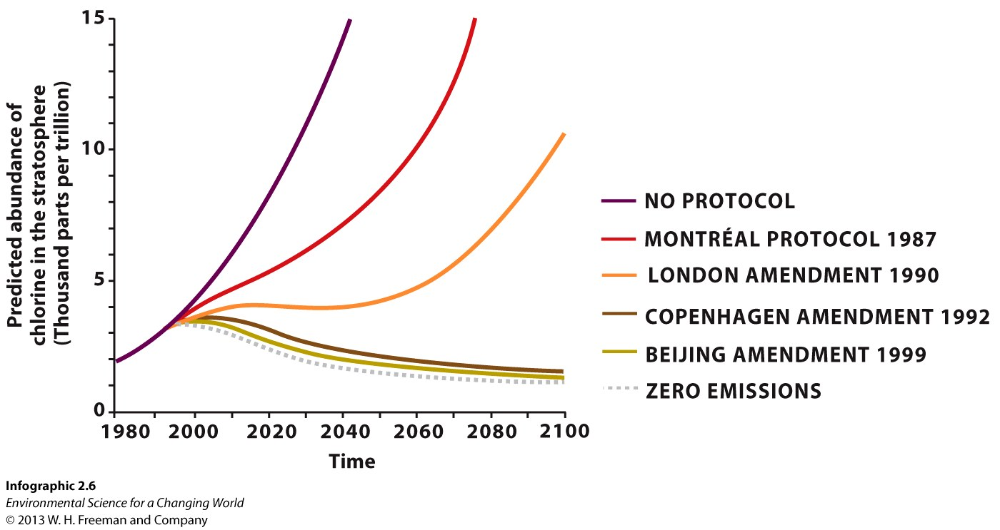 15
10
5
0
Predicted abundance of
chlorine in the stratosphere
(Thousand parts per trillion)
1980 2000 2020 2040 2060 2080 2100
Time
NO PROTOCOL
MONTRÉAL PROTOCOL 1987
LONDON AMENDMENT 1990
COPENHAGEN AMENDMENT 1992
BEIJING AMENDMENT 1999
ZERO EMISSIONS
Infographic 2.6
Environmental Science for a Changing World
© 2013 W. H. Freeman and Company